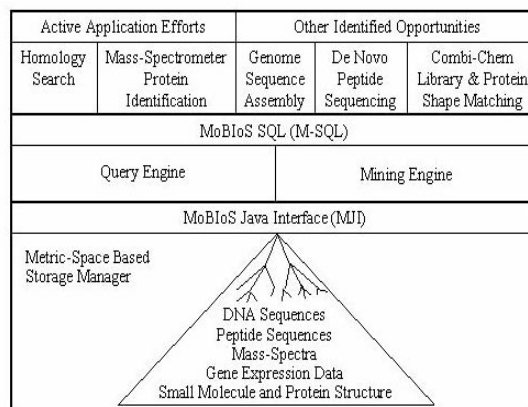 Active Application Efforts
Other Identified Opportunities
Homology
Search
Mass-Spectrometer
Protein
Identification
Genome
Sequence
Assembly
De Novo
Peptide
Sequencing
Combi-Chem
Library & Protein
Shape Matching
MoBIoS SQL (M-SQL)
Query Engine
Mining Engine
MoBIoS Java Interface (MJI)
Metric-Space Based
Storage Manager
DNA Sequences
Peptide Sequences
Mass-Spectra
Gene Expression Data
Small Molecule and Protein Structure